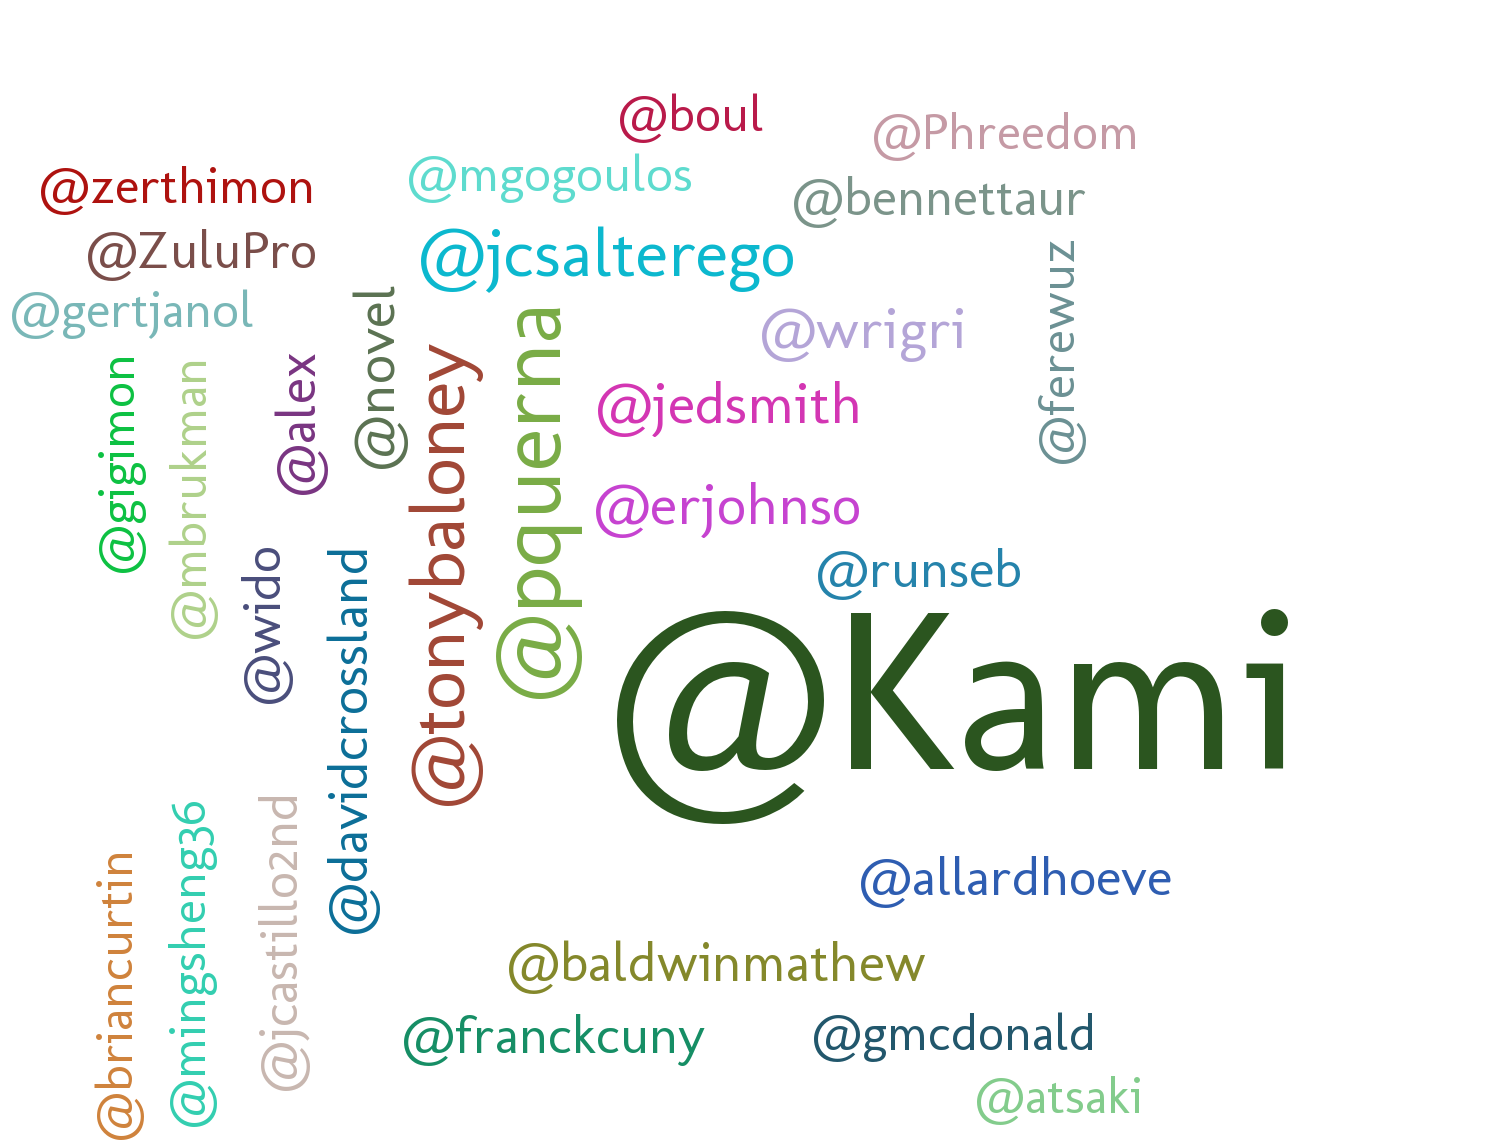 @boul
@Phreedom
@mgogoulos
@zerthimon
@bennettaur
@ZuluPro
@jcsalterego
@gertjanol
@novel
@wrigri
@ferewuz
@gigimon
@mbrukman
@alex
@tonybaloney
@pquerna
@jedsmith
@erjohnso
@wido
@davidcrossland
@runseb
@Kami
@briancurtin
@mingsheng36
@jcastillo2nd
@allardhoeve
@baldwinmathew
@franckcuny
@gmcdonald
@atsaki